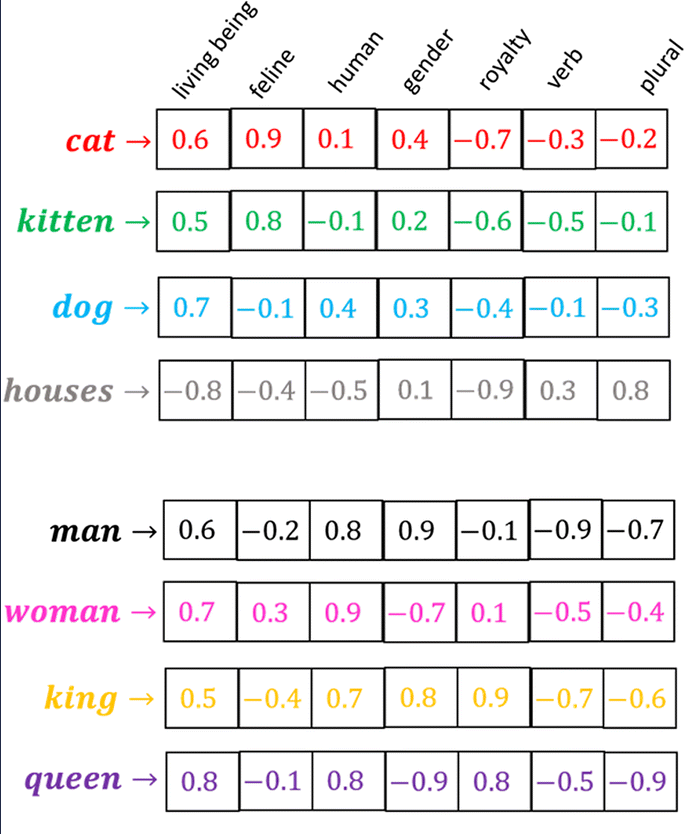 living being feline human gender royalty verb plural
cat → 0.6 0.9 0.1 0.4 −0.7 −0.3 −0.2
kitten → 0.5 0.8 −0.1 0.2 −0.6 −0.5 −0.1
dog → 0.7 −0.1 0.4 0.3 −0.4 −0.1 −0.3
houses → −0.8 −0.4 −0.5 0.1 −0.9 0.3 0.8
man → 0.6 −0.2 0.8 0.9 −0.1 −0.9 −0.7
woman → 0.7 0.3 0.9 −0.7 0.1 −0.5 −0.4
king → 0.5 −0.4 0.7 0.8 0.9 −0.7 −0.6
queen → 0.8 −0.1 0.8 −0.9 0.8 −0.5 −0.9